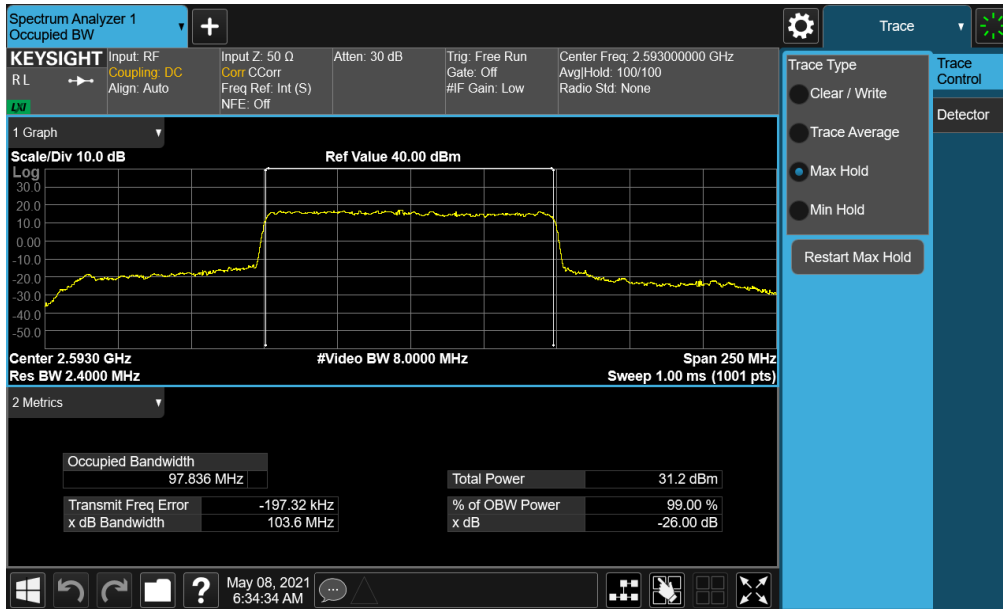 Spectrum Analyzer 1
Occupied BW
+
Trace
KEYSIGHT
R L
LXI
Input: RF
Coupling: DC
Align: Auto
Input Z: 50 Ω
Corr CCorr
Freq Ref: Int (S)
NFE: Off
Atten: 30 dB
Trig: Free Run
Gate: Off
#IF Gain: Low
Center Freq: 2.593000000 GHz
Avg|Hold: 100/100
Radio Std: None
Trace Type
Clear / Write
Trace Average
Max Hold
Min Hold
Restart Max Hold
Trace
Control
Detector
1 Graph
Scale/Div 10.0 dB
Ref Value 40.00 dBm
Log
30.0
20.0
10.0
0.00
-10.0
-20.0
-30.0
-40.0
-50.0
Center 2.5930 GHz
#Video BW 8.0000 MHz
Span 250 MHz
Res BW 2.4000 MHz
Sweep 1.00 ms (1001 pts)
2 Metrics
Occupied Bandwidth
97.836 MHz
Total Power 31.2 dBm
Transmit Freq Error -197.32 kHz
% of OBW Power 99.00 %
x dB Bandwidth 103.6 MHz
x dB -26.00 dB
?
May 08, 2021
6:34:34 AM